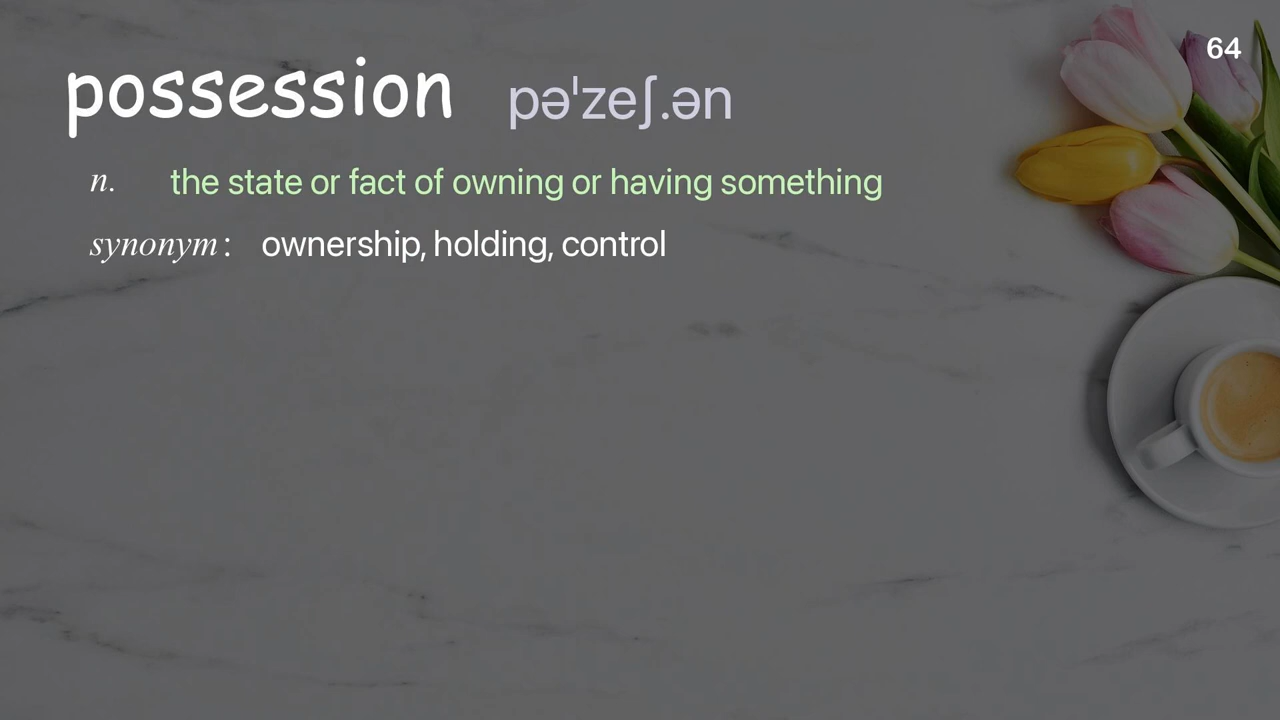 64
possession pəˈzeʃ.ən
n. the state or fact of owning or having something
synonym: ownership, holding, control